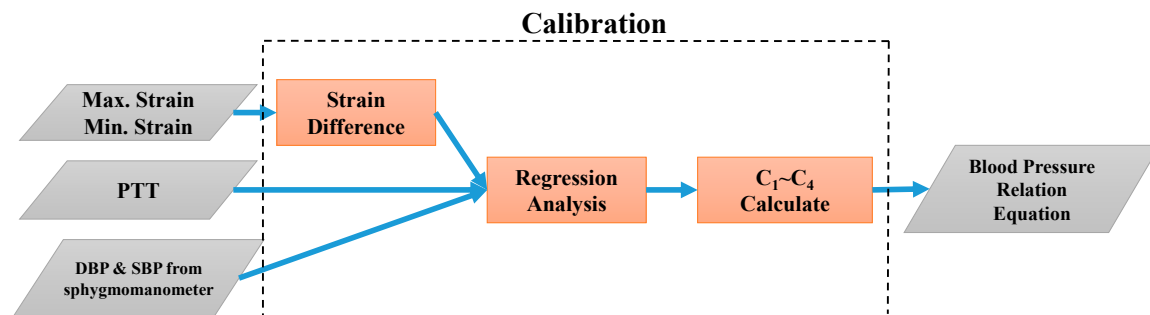 Calibration
Max. Strain
Min. Strain
Strain
Difference
PTT
Regression
Analysis
C₁~C₄
Calculate
Blood Pressure
Relation
Equation
DBP & SBP from
sphygmomanometer